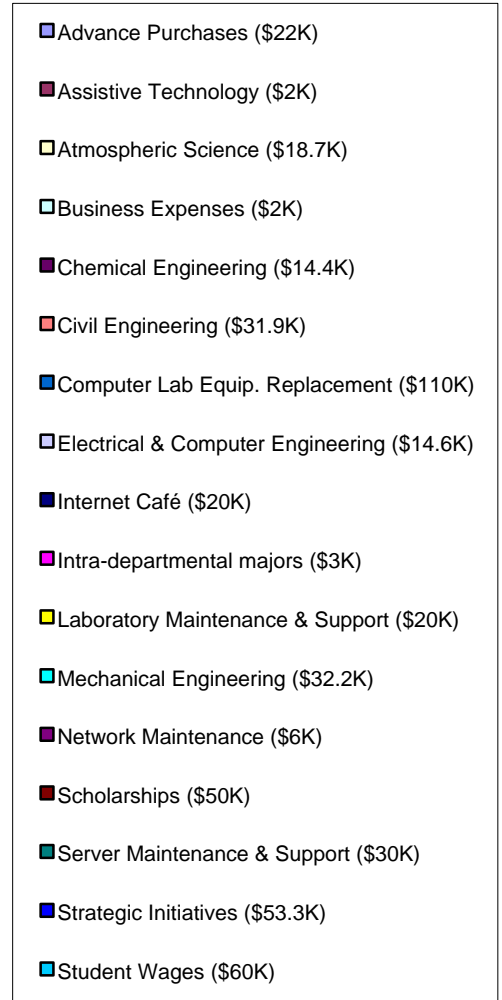 Advance Purchases ($22K)
Assistive Technology ($2K)
Atmospheric Science ($18.7K)
Business Expenses ($2K)
Chemical Engineering ($14.4K)
Civil Engineering ($31.9K)
Computer Lab Equip. Replacement ($110K)
Electrical & Computer Engineering ($14.6K)
Internet Café ($20K)
Intra-departmental majors ($3K)
Laboratory Maintenance & Support ($20K)
Mechanical Engineering ($32.2K)
Network Maintenance ($6K)
Scholarships ($50K)
Server Maintenance & Support ($30K)
Strategic Initiatives ($53.3K)
Student Wages ($60K)